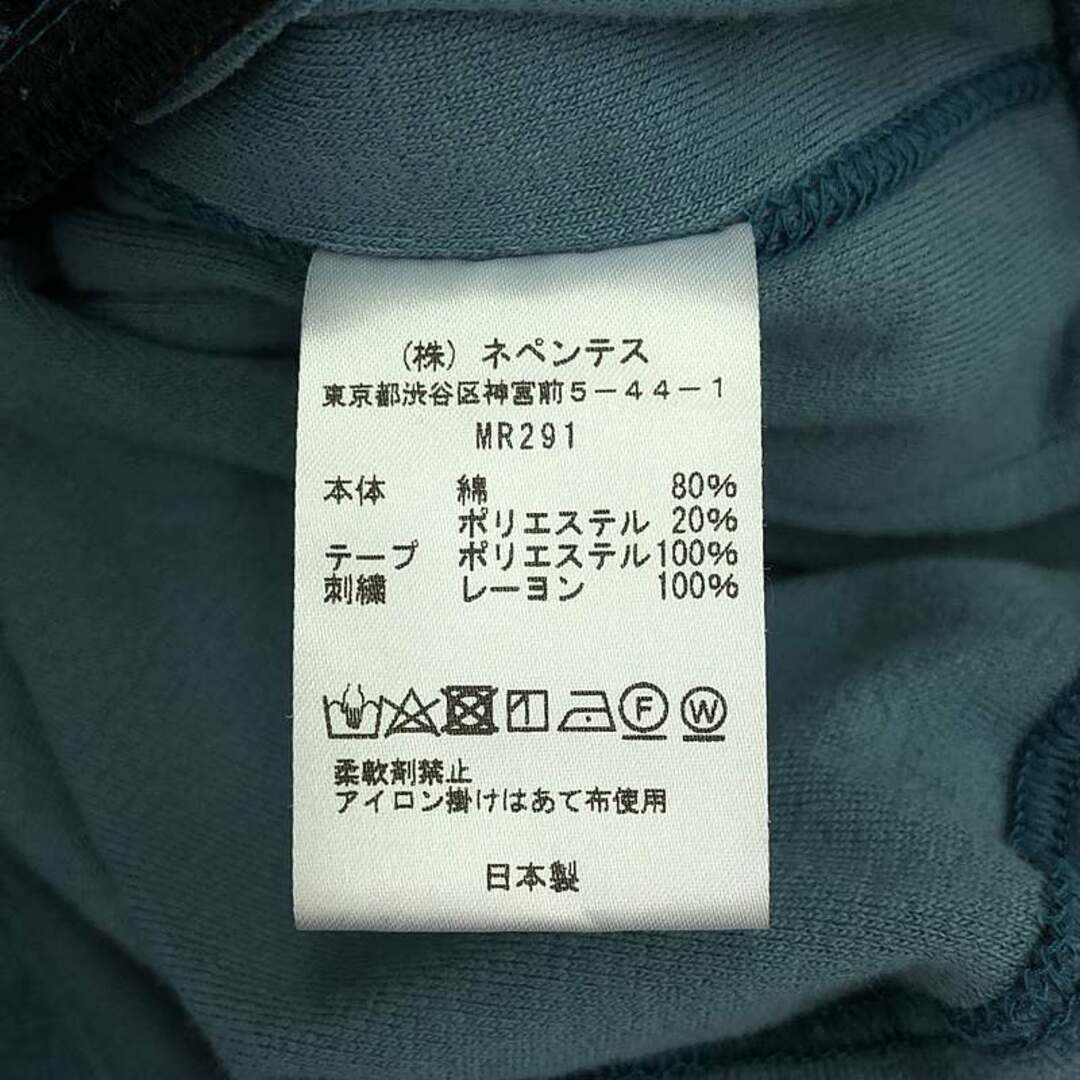 (株) ネペンテス
東京都渋谷区神宮前5-44-1
MR291
本体 綿 80%
ポリエステル 20%
テープ ポリエステル 100%
刺繍 レーヨン 100%
F W
柔軟剤禁止
アイロン掛けはあて布使用
日本製